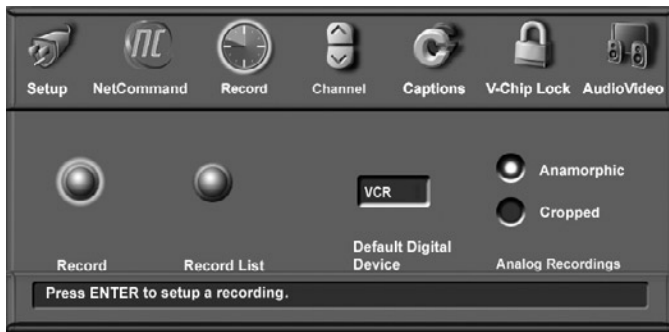 Setup NetCommand Record Channel Captions V-Chip Lock AudioVideo
VCR
Anamorphic
Cropped
Record
Record List
Default Digital
Device
Analog Recordings
Press ENTER to setup a recording.